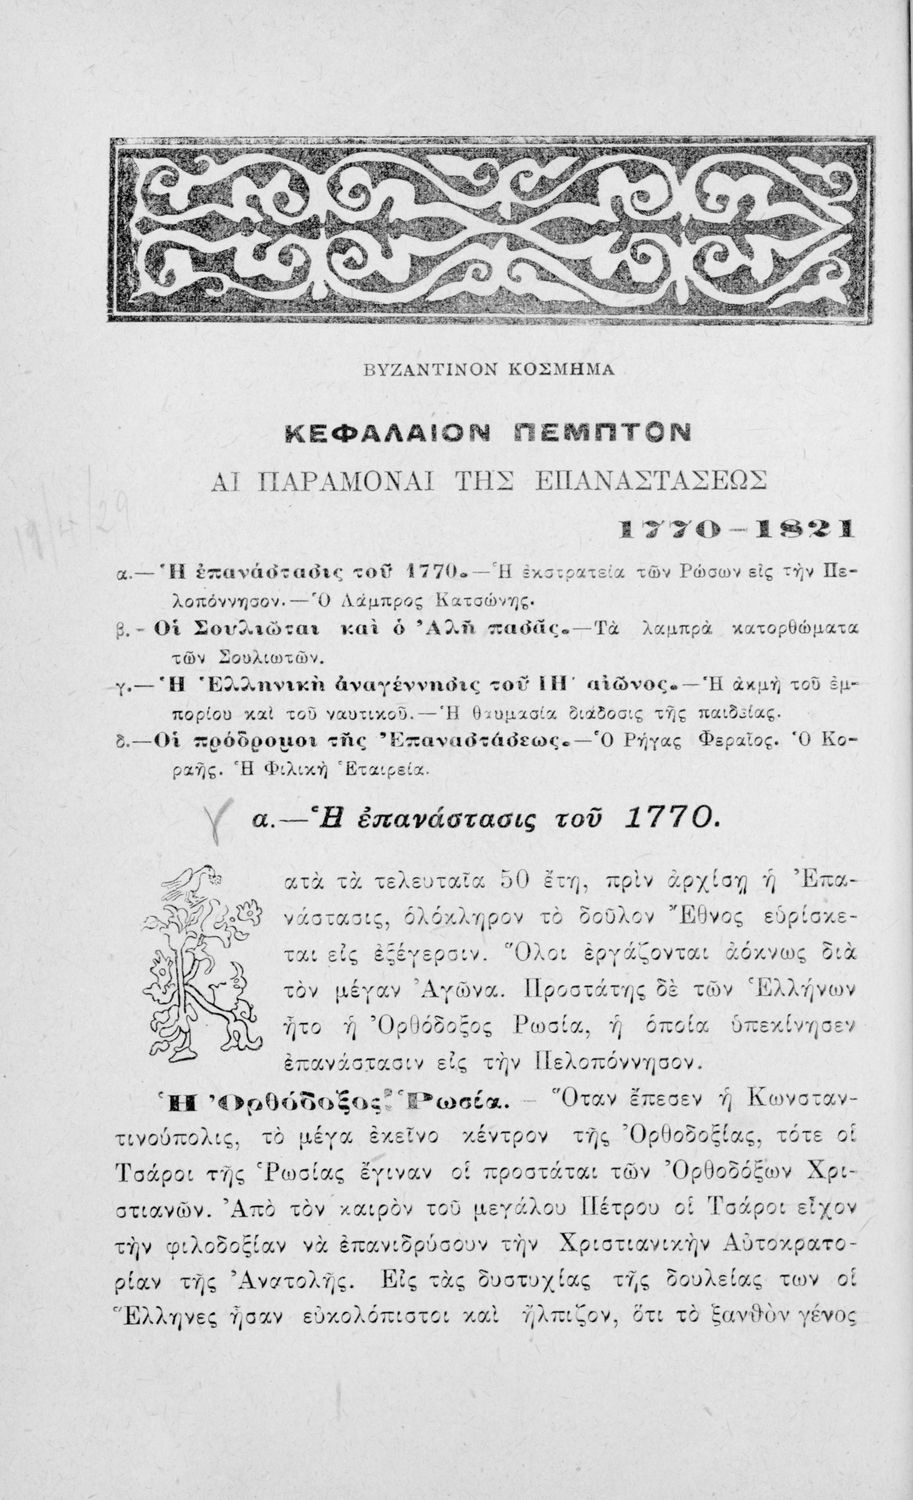 ΒΥΖΑΝΤΙΝΟΝ ΚΟΣΜΗΜΑ
ΚΕΦΑΛΑΙΟΝ ΠΕΜΠΤΟΝ
ΑΙ ΠΑΡΑΜΟΝΑΙ ΤΗΣ ΕΠΑΝΑΣΤΑΣΕΩΣ
19/4/29
1770-1821
α.—Ἡ ἐπανάστασις τοῦ 1770.—Ἡ ἐκστρατεία τῶν Ρώσων εἰς τὴν Πε-
λοπόννησον.—Ὁ Λάμπρος Κατσώνης.
β.-Οἱ Σουλιῶται καὶ ὁ Ἀλῆ πασᾶς.—Τὰ λαμπρὰ κατορθώματα
τῶν Σουλιωτῶν.
γ.—Ἡ Ἑλληνικὴ ἀναγέννησις τοῦ ΙΗ' αἰῶνος.—Ἡ ἀκμὴ τοῦ ἐμ-
πορίου καὶ τοῦ ναυτικοῦ.—Ἡ θαυμασία διάδοσις τῆς παιδείας.
δ.—Οἱ πρόδρομοι τῆς Ἐπαναστάσεως.—Ὁ Ρήγας Φεραῖος. Ὁ Κο-
ραῆς. Ἡ Φιλικὴ Ἑταιρεία.
α.—Ἡ ἐπανάστασις τοῦ 1770.
Κατὰ τὰ τελευταῖα 50 ἔτη, πρὶν ἀρχίσῃ ἡ Ἐπα-
νάστασις, ὁλόκληρον τὸ δοῦλον Ἔθνος εὑρίσκε-
ται εἰς ἐξέγερσιν. Ὅλοι ἐργάζονται ἀόκνως διὰ
τὸν μέγαν Ἀγῶνα. Προστάτης δὲ τῶν Ἑλλήνων
ἦτο ἡ Ὀρθόδοξος Ρωσία, ἡ ὁποία ὑπεκίνησεν
ἐπανάστασιν εἰς τὴν Πελοπόννησον.
Ἡ Ὀρθόδοξος Ῥωσία. – Ὅταν ἔπεσεν ἡ Κωνσταν-
τινούπολις, τὸ μέγα ἐκεῖνο κέντρον τῆς Ὀρθοδοξίας, τότε οἱ
Τσάροι τῆς Ῥωσίας ἔγιναν οἱ προστάται τῶν Ὀρθοδόξων Χρι-
στιανῶν. Ἀπὸ τὸν καιρὸν τοῦ μεγάλου Πέτρου οἱ Τσάροι εἶχον
τὴν φιλοδοξίαν νὰ ἐπανιδρύσουν τὴν Χριστιανικὴν Αὐτοκρατο-
ρίαν τῆς Ἀνατολῆς. Εἰς τὰς δυστυχίας τῆς δουλείας των οἱ
Ἕλληνες ἦσαν εὐκολόπιστοι καὶ ἤλπιζον, ὅτι τὸ ξανθὸν γένος